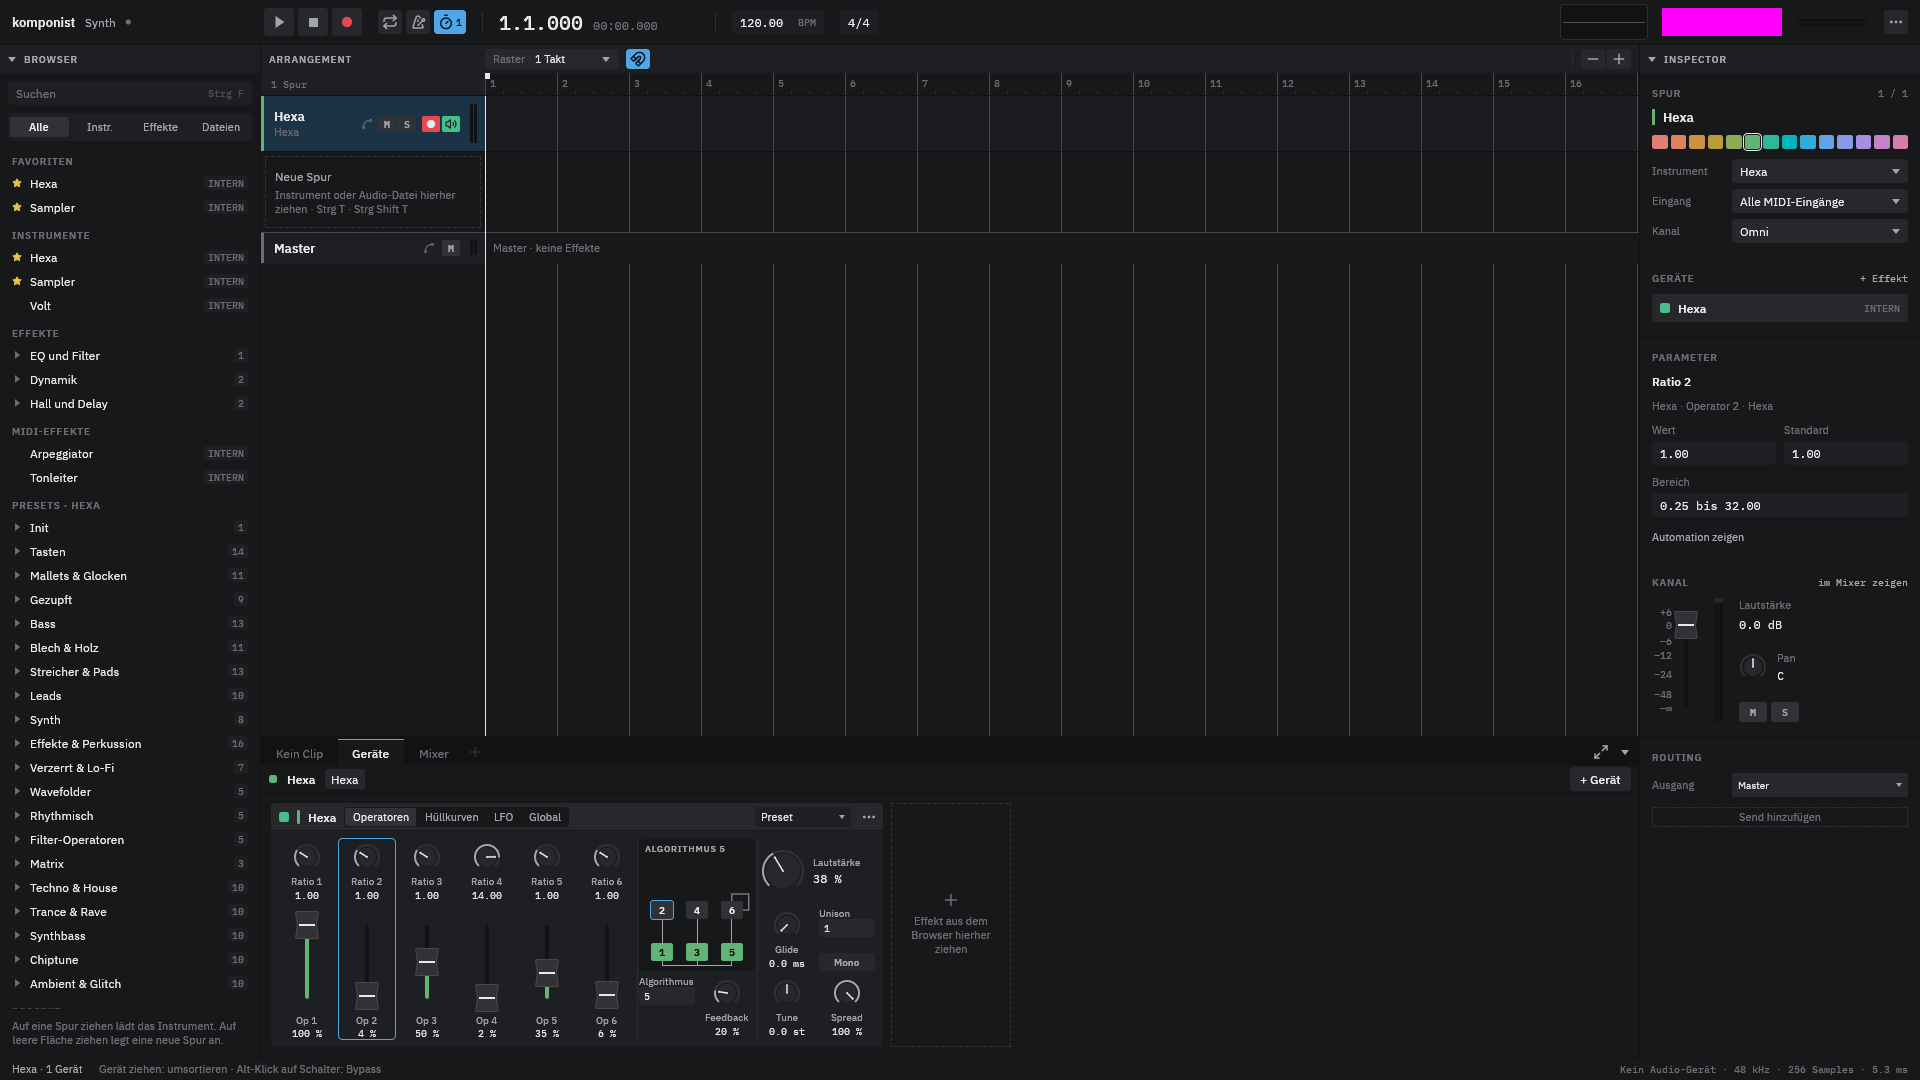 komponist Synth
1
1.1.000 00:00.000
120.00 BPM
4/4
BROWSER
Suchen Strg F
Alle Instr. Effekte Dateien
FAVORITEN
Hexa INTERN
Sampler INTERN
INSTRUMENTE
Hexa INTERN
Sampler INTERN
Volt INTERN
EFFEKTE
EQ und Filter 1
Dynamik 2
Hall und Delay 2
MIDI-EFFEKTE
Arpeggiator INTERN
Tonleiter INTERN
PRESETS · HEXA
Init 1
Tasten 14
Mallets & Glocken 11
Gezupft 9
Bass 13
Blech & Holz 11
Streicher & Pads 13
Leads 10
Synth 8
Effekte & Perkussion 16
Verzerrt & Lo-Fi 7
Wavefolder 5
Rhythmisch 5
Filter-Operatoren 5
Matrix 3
Techno & House 10
Trance & Rave 10
Synthbass 10
Chiptune 10
Ambient & Glitch 10
Auf eine Spur ziehen lädt das Instrument. Auf
leere Fläche ziehen legt eine neue Spur an.
ARRANGEMENT
Raster 1 Takt
1 Spur
1 2 3 4 5 6 7 8 9 10 11 12 13 14 15 16
Hexa
Hexa
M S
Neue Spur
Instrument oder Audio-Datei hierher
ziehen · Strg T · Strg Shift T
Master M
Master · keine Effekte
Kein Clip Geräte Mixer
Hexa Hexa
+ Gerät
Hexa Operatoren Hüllkurven LFO Global Preset
Ratio 1 Ratio 2 Ratio 3 Ratio 4 Ratio 5 Ratio 6
1.00 1.00 1.00 14.00 1.00 1.00
Op 1 Op 2 Op 3 Op 4 Op 5 Op 6
100 % 4 % 50 % 2 % 35 % 6 %
ALGORITHMUS 5
2 4 6
1 3 5
Algorithmus
5
Feedback
20 %
Lautstärke
38 %
Unison
1
Glide
0.0 ms
Mono
Tune
0.0 st
Spread
100 %
Effekt aus dem
Browser hierher
ziehen
INSPECTOR
SPUR 1 / 1
Hexa
Instrument Hexa
Eingang Alle MIDI-Eingänge
Kanal Omni
GERÄTE + Effekt
Hexa INTERN
PARAMETER
Ratio 2
Hexa · Operator 2 · Hexa
Wert Standard
1.00 1.00
Bereich
0.25 bis 32.00
Automation zeigen
KANAL im Mixer zeigen
+6
0
−6
−12
−24
−48
−∞
Lautstärke
0.0 dB
Pan
C
M S
ROUTING
Ausgang Master
Send hinzufügen
Hexa · 1 Gerät Gerät ziehen: umsortieren · Alt-Klick auf Schalter: Bypass
Kein Audio-Gerät · 48 kHz · 256 Samples · 5.3 ms